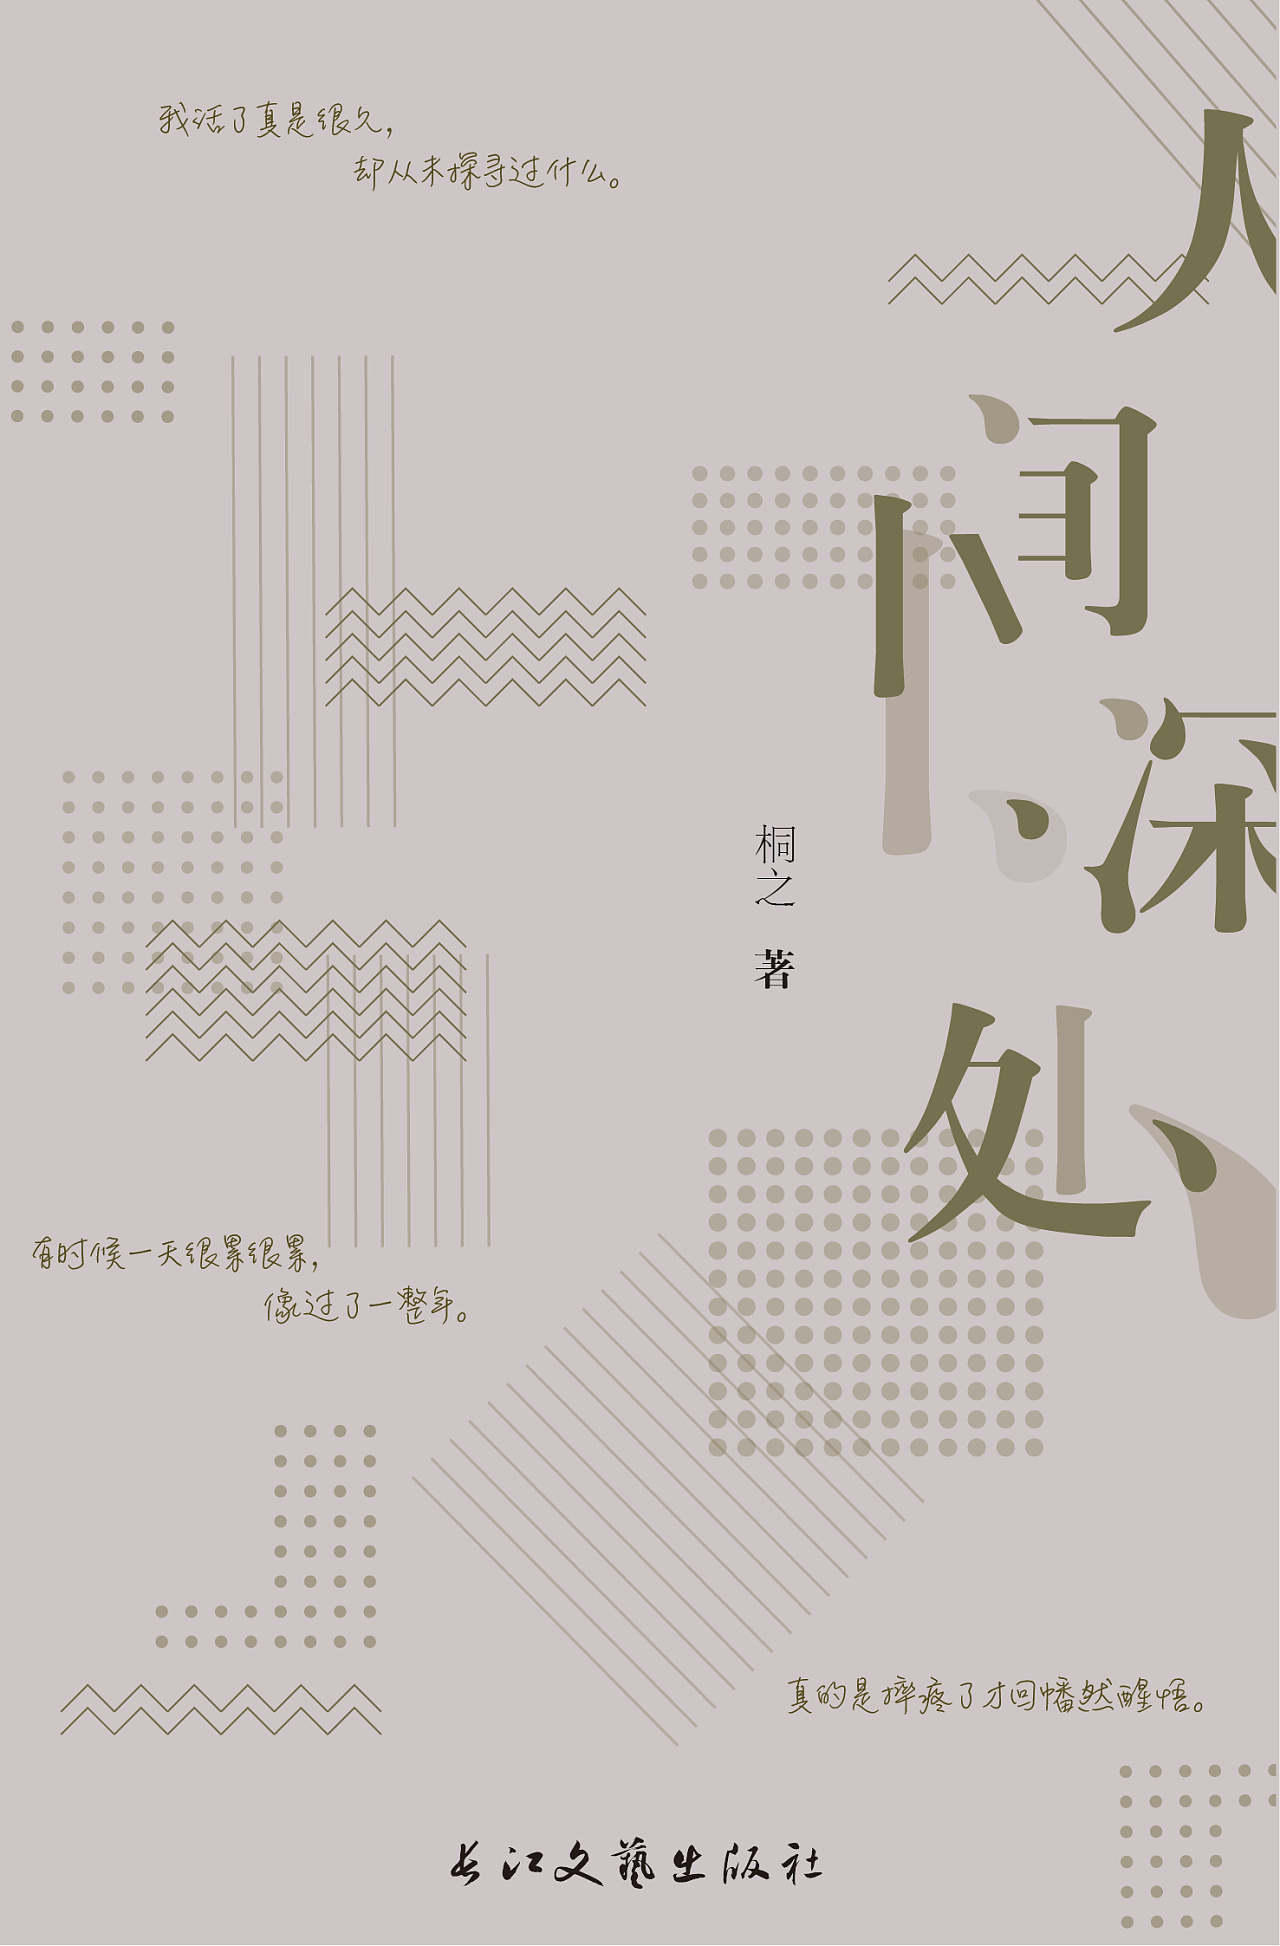 我活了真是很久，
却从未探寻过什么。
人间深处
桐之 著
有时候一天很累很累，
像过了一整年。
真的是摔疼了才回幡然醒悟。
长江文藝出版社